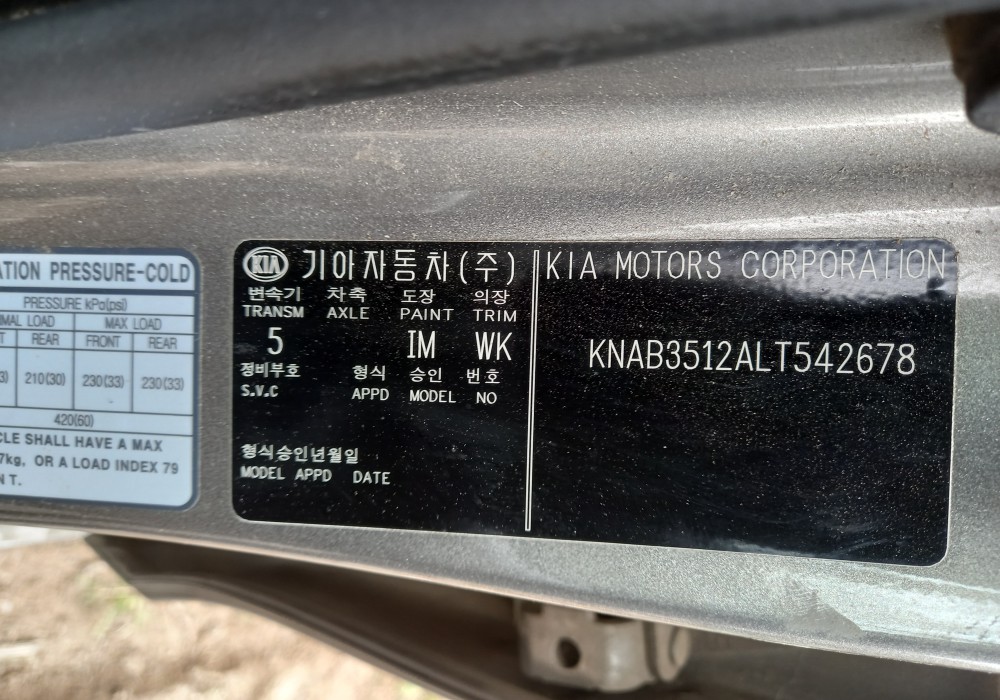 ATION PRESSURE-COLD
PRESSURE kPa(psi)
MAL LOAD MAX LOAD
REAR FRONT REAR
210(30) 230(33) 230(33)
420(60)
CLE SHALL HAVE A MAX
7kg, OR A LOAD INDEX 79
N T.
KIA 기아자동차(주)
변속기 차축 도장 의장
TRANSM AXLE PAINT TRIM
5 IM WK
정비부호 형식 승인 번호
S.V.C APPD MODEL NO
형식승인년월일
MODEL APPD DATE
KIA MOTORS CORPORATION
KNAB3512ALT542678